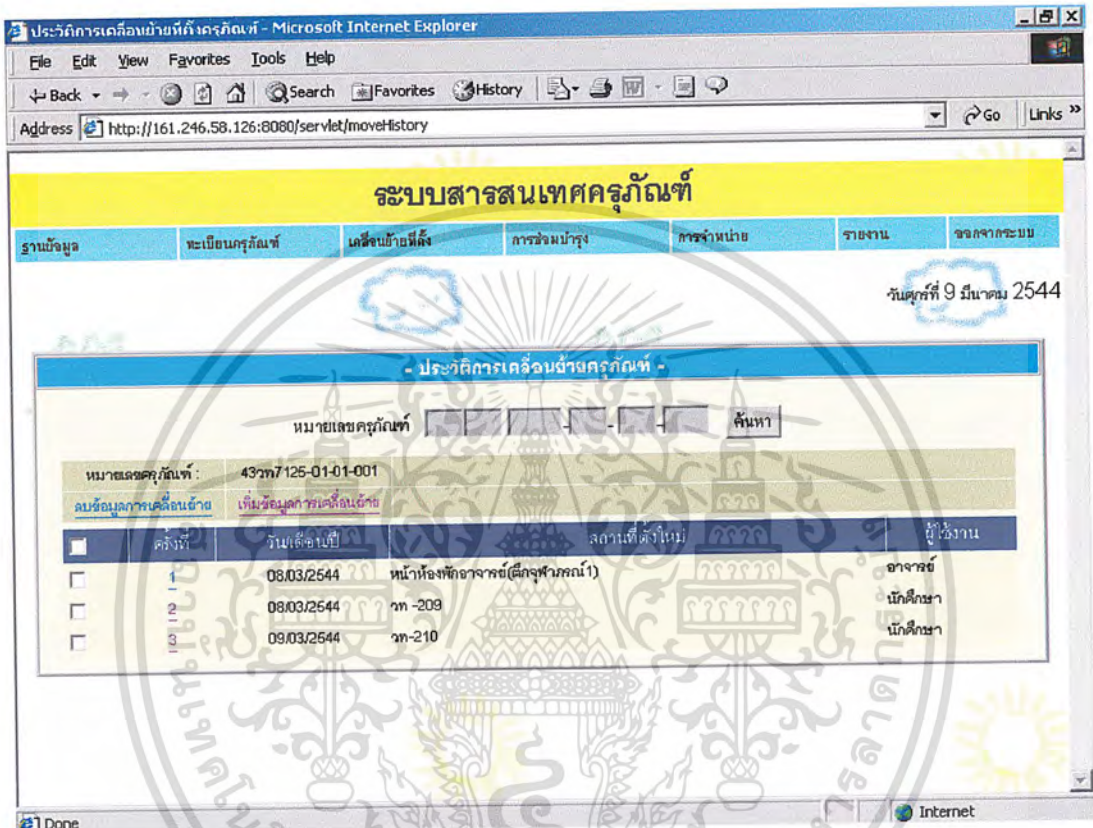 ประวัติการเคลื่อนย้ายที่ตั้งครุภัณฑ์ - Microsoft Internet Explorer
File Edit View Favorites Tools Help
Back Search Favorites History
Address http://161.246.58.126:8080/servlet/moveHistory Go Links »
ระบบสารสนเทศครุภัณฑ์
ฐานข้อมูล ทะเบียนครุภัณฑ์ เคลื่อนย้ายที่ตั้ง การซ่อมบำรุง การจำหน่าย รายงาน ออกจากระบบ
วันศุกร์ที่ 9 มีนาคม 2544
- ประวัติการเคลื่อนย้ายครุภัณฑ์ -
หมายเลขครุภัณฑ์ - - - ค้นหา
หมายเลขครุภัณฑ์ : 43วท7125-01-01-001
ลบข้อมูลการเคลื่อนย้าย เพิ่มข้อมูลการเคลื่อนย้าย
ครั้งที่ วัน/เดือน/ปี สถานที่ตั้งใหม่ ผู้ใช้งาน
1 08/03/2544 หน้าห้องพักอาจารย์(ตึกจุฬาภรณ์1) อาจารย์
2 08/03/2544 วท -209 นักศึกษา
3 09/03/2544 วท-210 นักศึกษา
Done Internet